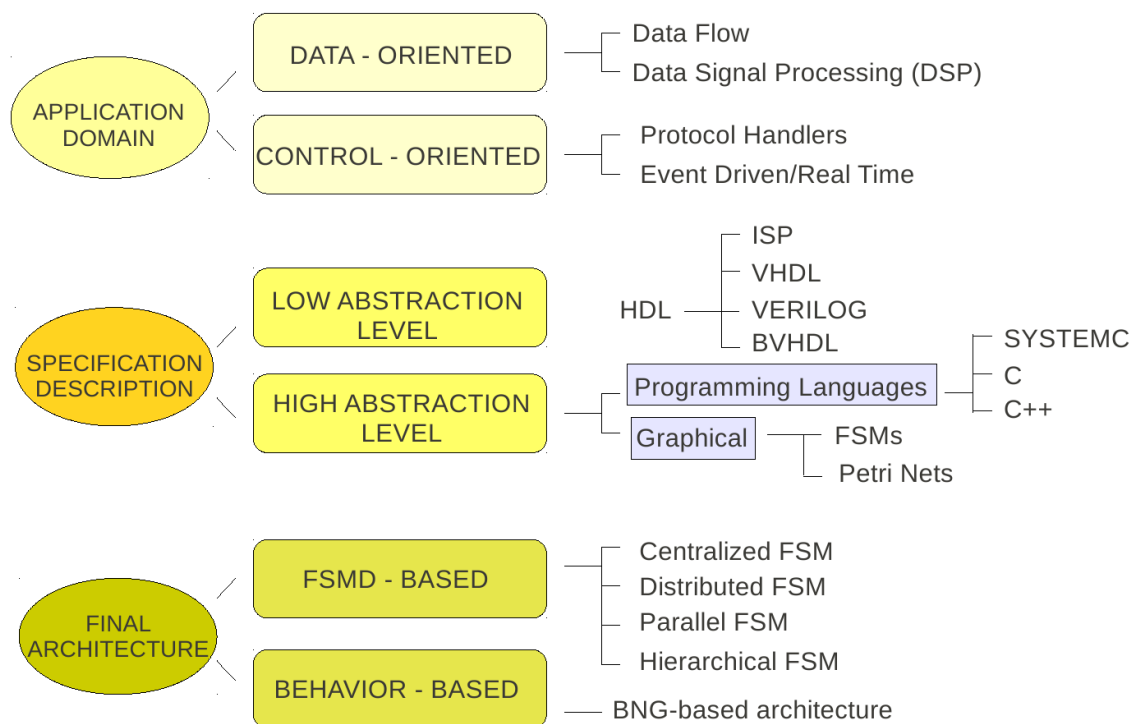 DATA - ORIENTED
Data Flow
Data Signal Processing (DSP)
APPLICATION
DOMAIN
CONTROL - ORIENTED
Protocol Handlers
Event Driven/Real Time
LOW ABSTRACTION
LEVEL
HDL
ISP
VHDL
VERILOG
BVHDL
SPECIFICATION
DESCRIPTION
HIGH ABSTRACTION
LEVEL
Programming Languages
SYSTEMC
C
C++
Graphical
FSMs
Petri Nets
FSMD - BASED
Centralized FSM
Distributed FSM
Parallel FSM
Hierarchical FSM
FINAL
ARCHITECTURE
BEHAVIOR - BASED
BNG-based architecture